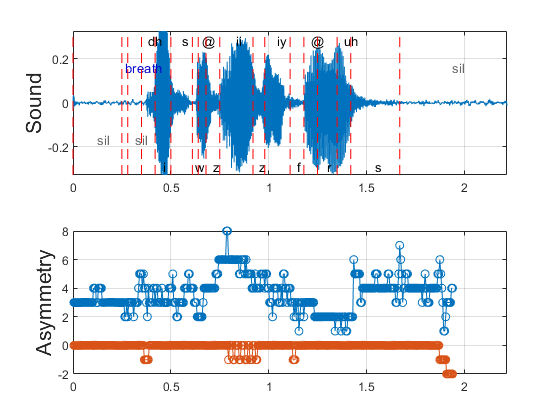 dh s @ ii iy @ uh
breath sil
sil sil
i w z z f r s
0.2
0
-0.2
Sound
0 0.5 1 1.5 2
8
6
4
2
0
-2
Asymmetry
0 0.5 1 1.5 2